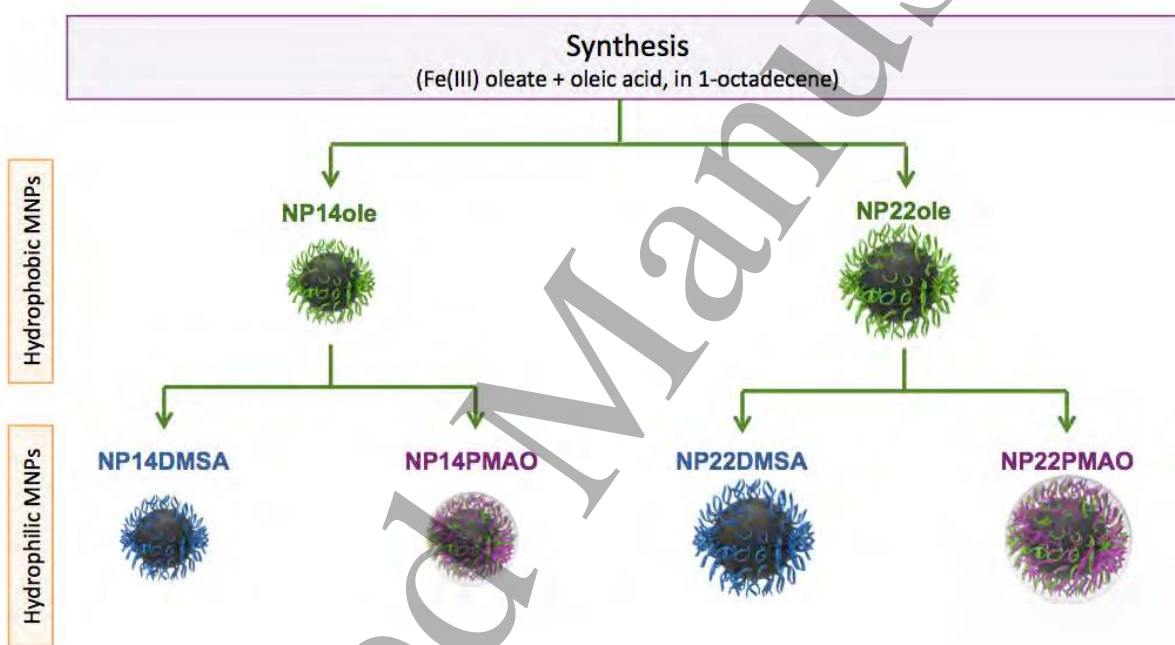 Synthesis
(Fe(III) oleate + oleic acid, in 1-octadecene)
Hydrophobic MNPs
NP14ole
NP22ole
Hydrophilic MNPs
NP14DMSA
NP14PMAO
NP22DMSA
NP22PMAO